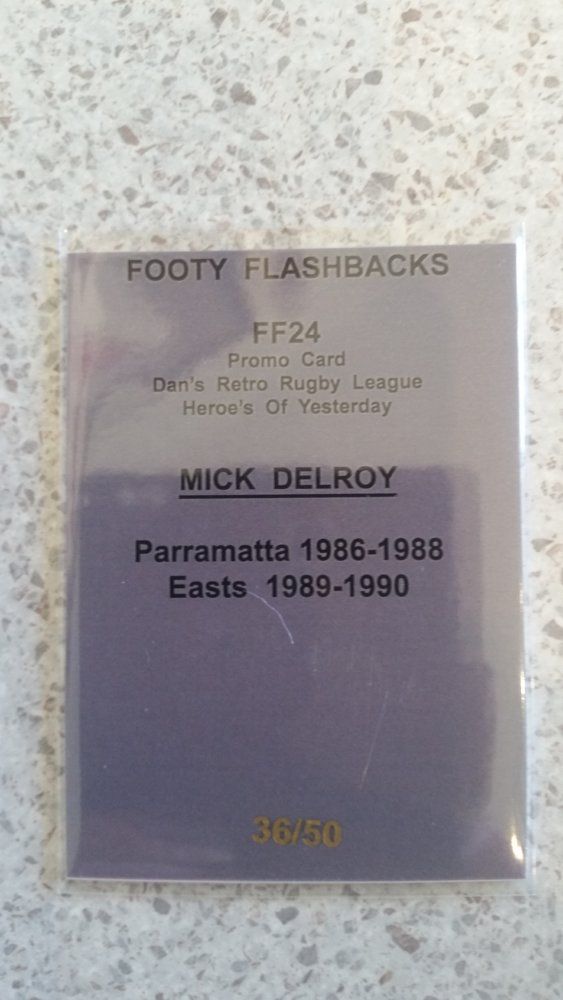 FOOTY FLASHBACKS
FF24
Promo Card
Dan's Retro Rugby League
Heroe's Of Yesterday
MICK DELROY
Parramatta 1986-1988
Easts 1989-1990
36/50